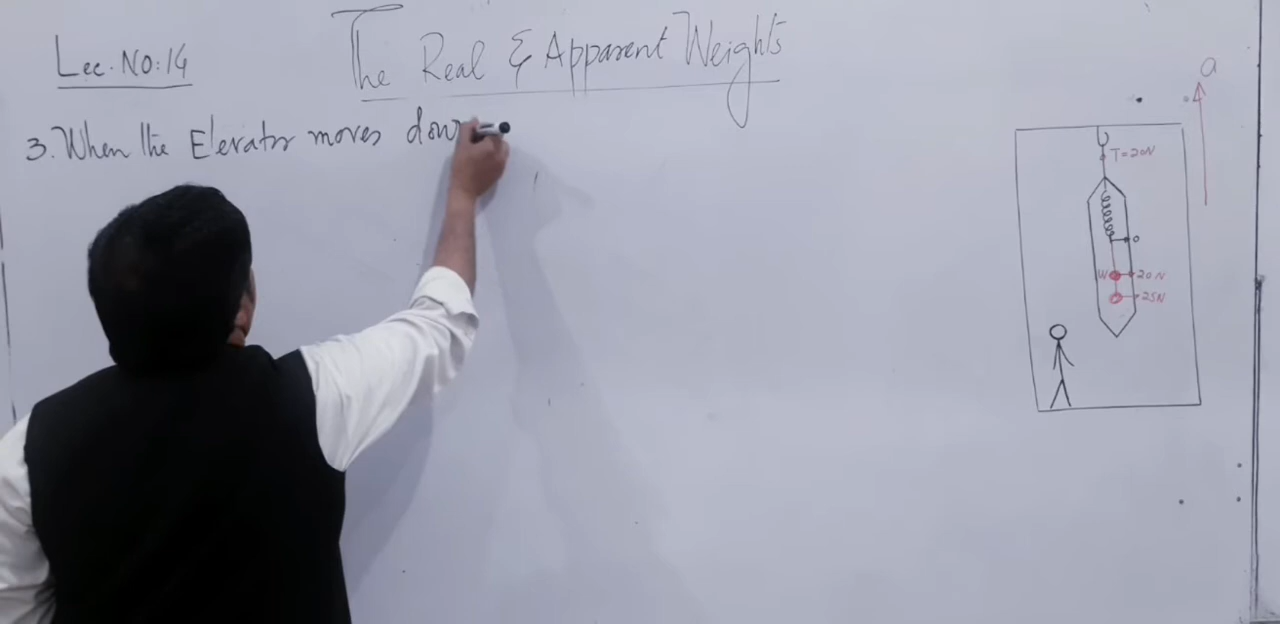 Lec. No: 14
The Real & Apparent Weights
3. When the Elevator moves dow
a
T=20N
o
W
20N
25N